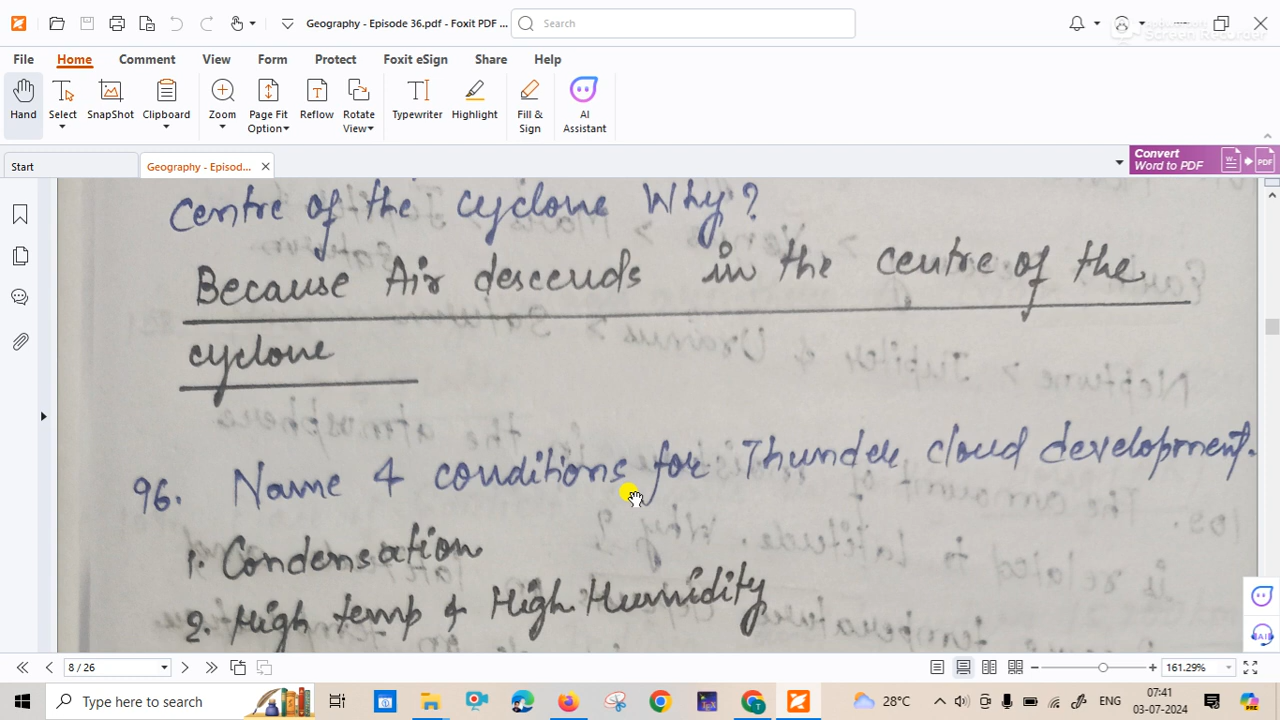 Geography - Episode 36.pdf - Foxit PDF ...
Search
File Home Comment View Form Protect Foxit eSign Share Help
Hand Select SnapShot Clipboard Zoom Page Fit Option Reflow Rotate View Typewriter Highlight Fill & Sign AI Assistant
Start
Geography - Episod...
Convert Word to PDF
Centre of the cyclone Why?
Because Air descends in the centre of the
cyclone
96. Name 4 conditions for Thunder cloud development.
1. Condensation
2. High temp & High Humidity
8 / 26
161.29%
Type here to search
28°C
ENG
07:41
03-07-2024